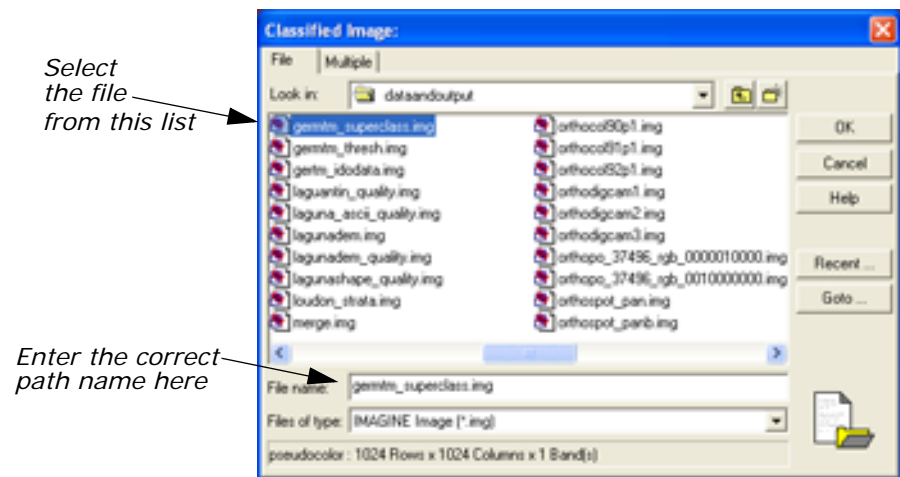 Classified Image:
File
Multiple
Select
the file
from this list
Look in:
dataandoutput
germtm_superclass.img
germtm_thresh.img
gertm_idodata.img
laguantin_quality.img
laguna_ascii_quality.img
lagunadem.img
lagunadem_quality.img
lagunashape_quality.img
loudon_strata.img
merge.img
orthocol90p1.img
orthocol91p1.img
orthocol92p1.img
orthodigcam1.img
orthodigcam2.img
orthodigcam3.img
orthopo_37496_rgb_0000010000.img
orthopo_37496_rgb_0010000000.img
orthospot_pan.img
orthospot_panb.img
OK
Cancel
Help
Recent ...
Goto ...
Enter the correct
path name here
File name:
germtm_superclass.img
Files of type:
IMAGINE Image (*.img)
pseudocolor : 1024 Rows x 1024 Columns x 1 Band(s)